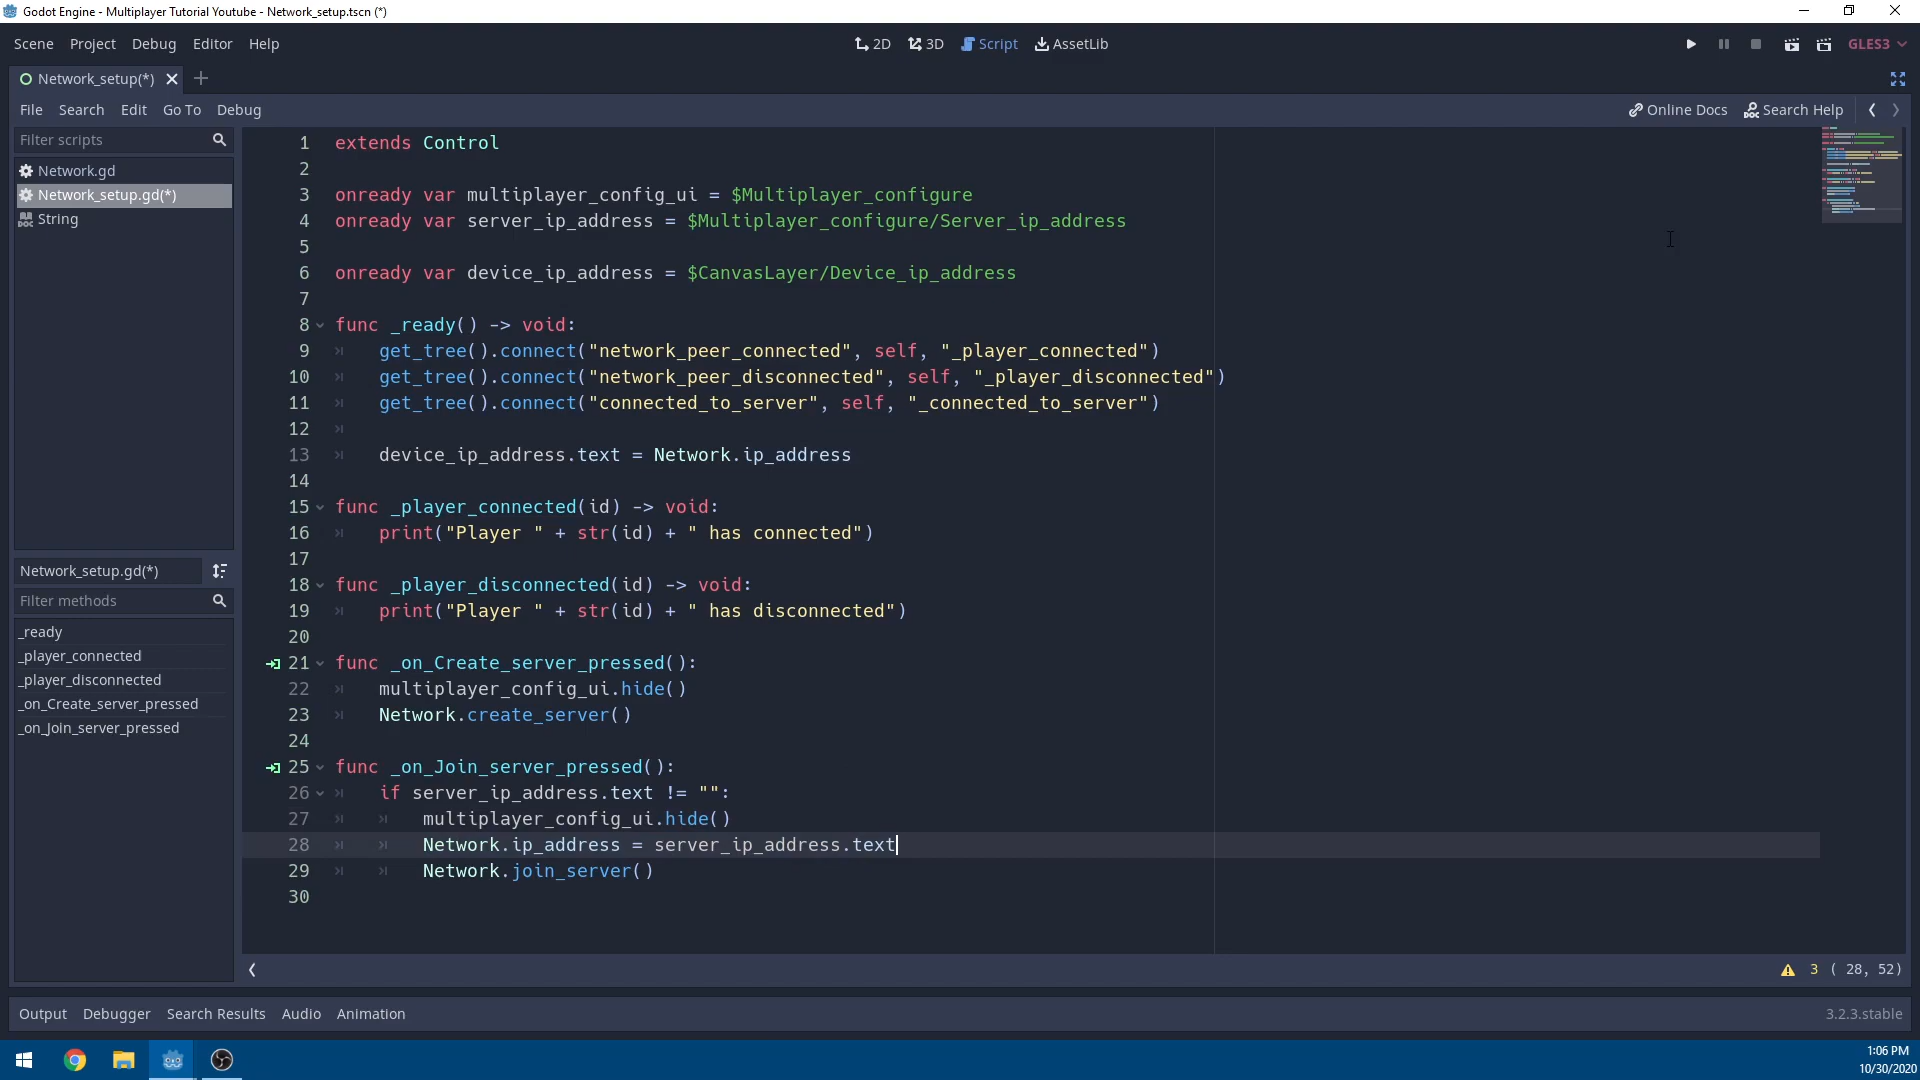 Godot Engine - Multiplayer Tutorial Youtube - Network_setup.tscn (*)
Scene Project Debug Editor Help
2D 3D Script AssetLib
GLES3
Network_setup(*)
File Search Edit Go To Debug
Online Docs Search Help
Filter scripts
Network.gd
Network_setup.gd(*)
DOC String
Network_setup.gd(*)
Filter methods
_ready
_player_connected
_player_disconnected
_on_Create_server_pressed
_on_Join_server_pressed
1 extends Control
2
3 onready var multiplayer_config_ui = $Multiplayer_configure
4 onready var server_ip_address = $Multiplayer_configure/Server_ip_address
5
6 onready var device_ip_address = $CanvasLayer/Device_ip_address
7
8 func _ready() -> void:
9 get_tree().connect("network_peer_connected", self, "_player_connected")
10 get_tree().connect("network_peer_disconnected", self, "_player_disconnected")
11 get_tree().connect("connected_to_server", self, "_connected_to_server")
12
13 device_ip_address.text = Network.ip_address
14
15 func _player_connected(id) -> void:
16 print("Player " + str(id) + " has connected")
17
18 func _player_disconnected(id) -> void:
19 print("Player " + str(id) + " has disconnected")
20
21 func _on_Create_server_pressed():
22 multiplayer_config_ui.hide()
23 Network.create_server()
24
25 func _on_Join_server_pressed():
26 if server_ip_address.text != "":
27 multiplayer_config_ui.hide()
28 Network.ip_address = server_ip_address.text
29 Network.join_server()
30
3 ( 28, 52)
Output Debugger Search Results Audio Animation
3.2.3.stable
1:06 PM
10/30/2020